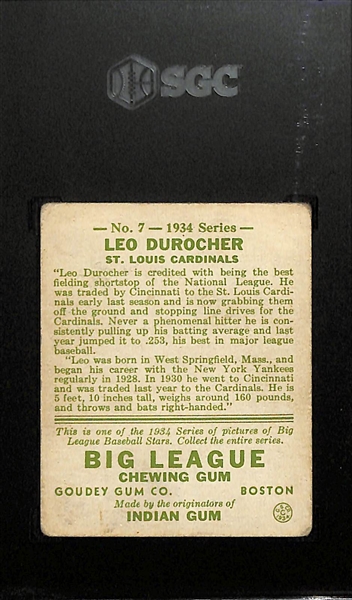 SGC
— No. 7 — 1934 Series —
LEO DUROCHER
ST. LOUIS CARDINALS
"Leo Durocher is credited with being the best
fielding shortstop of the National League. He
was traded by Cincinnati to the St. Louis Cardi-
nals early last season and is now grabbing them
off the ground and stopping line drives for the
Cardinals. Never a phenomenal hitter he is con-
sistently pulling up his batting average and last
year jumped it to .253, his best in major league
baseball.
"Leo was born in West Springfield, Mass., and
began his career with the New York Yankees
regularly in 1928. In 1930 he went to Cincinnati
and was traded last year to the Cardinals. He is
5 feet, 10 inches tall, weighs around 160 pounds,
and throws and bats right-handed."
This is one of the 1934 Series of pictures of Big
League Baseball Stars. Collect the entire series.
BIG LEAGUE
CHEWING GUM
GOUDEY GUM CO. BOSTON
Made by the originators of
INDIAN GUM